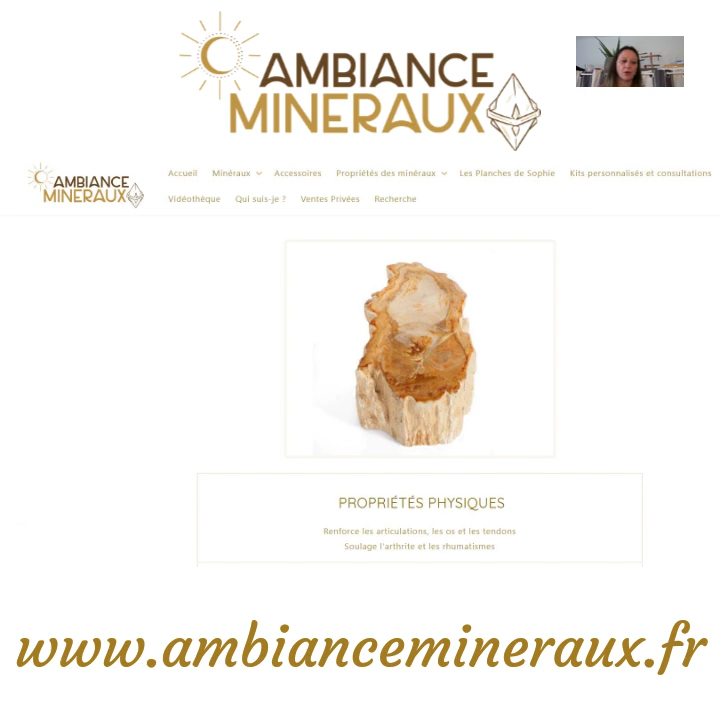 AMBIANCE
MINERAUX
AMBIANCE
MINERAUX
Accueil Minéraux Accessoires Propriétés des minéraux Les Planches de Sophie Kits personnalisés et consultations
Vidéothèque Qui suis-je ? Ventes Privées Recherche
PROPRIÉTÉS PHYSIQUES
Renforce les articulations, les os et les tendons
Soulage l'arthrite et les rhumatismes
www.ambiancemineraux.fr